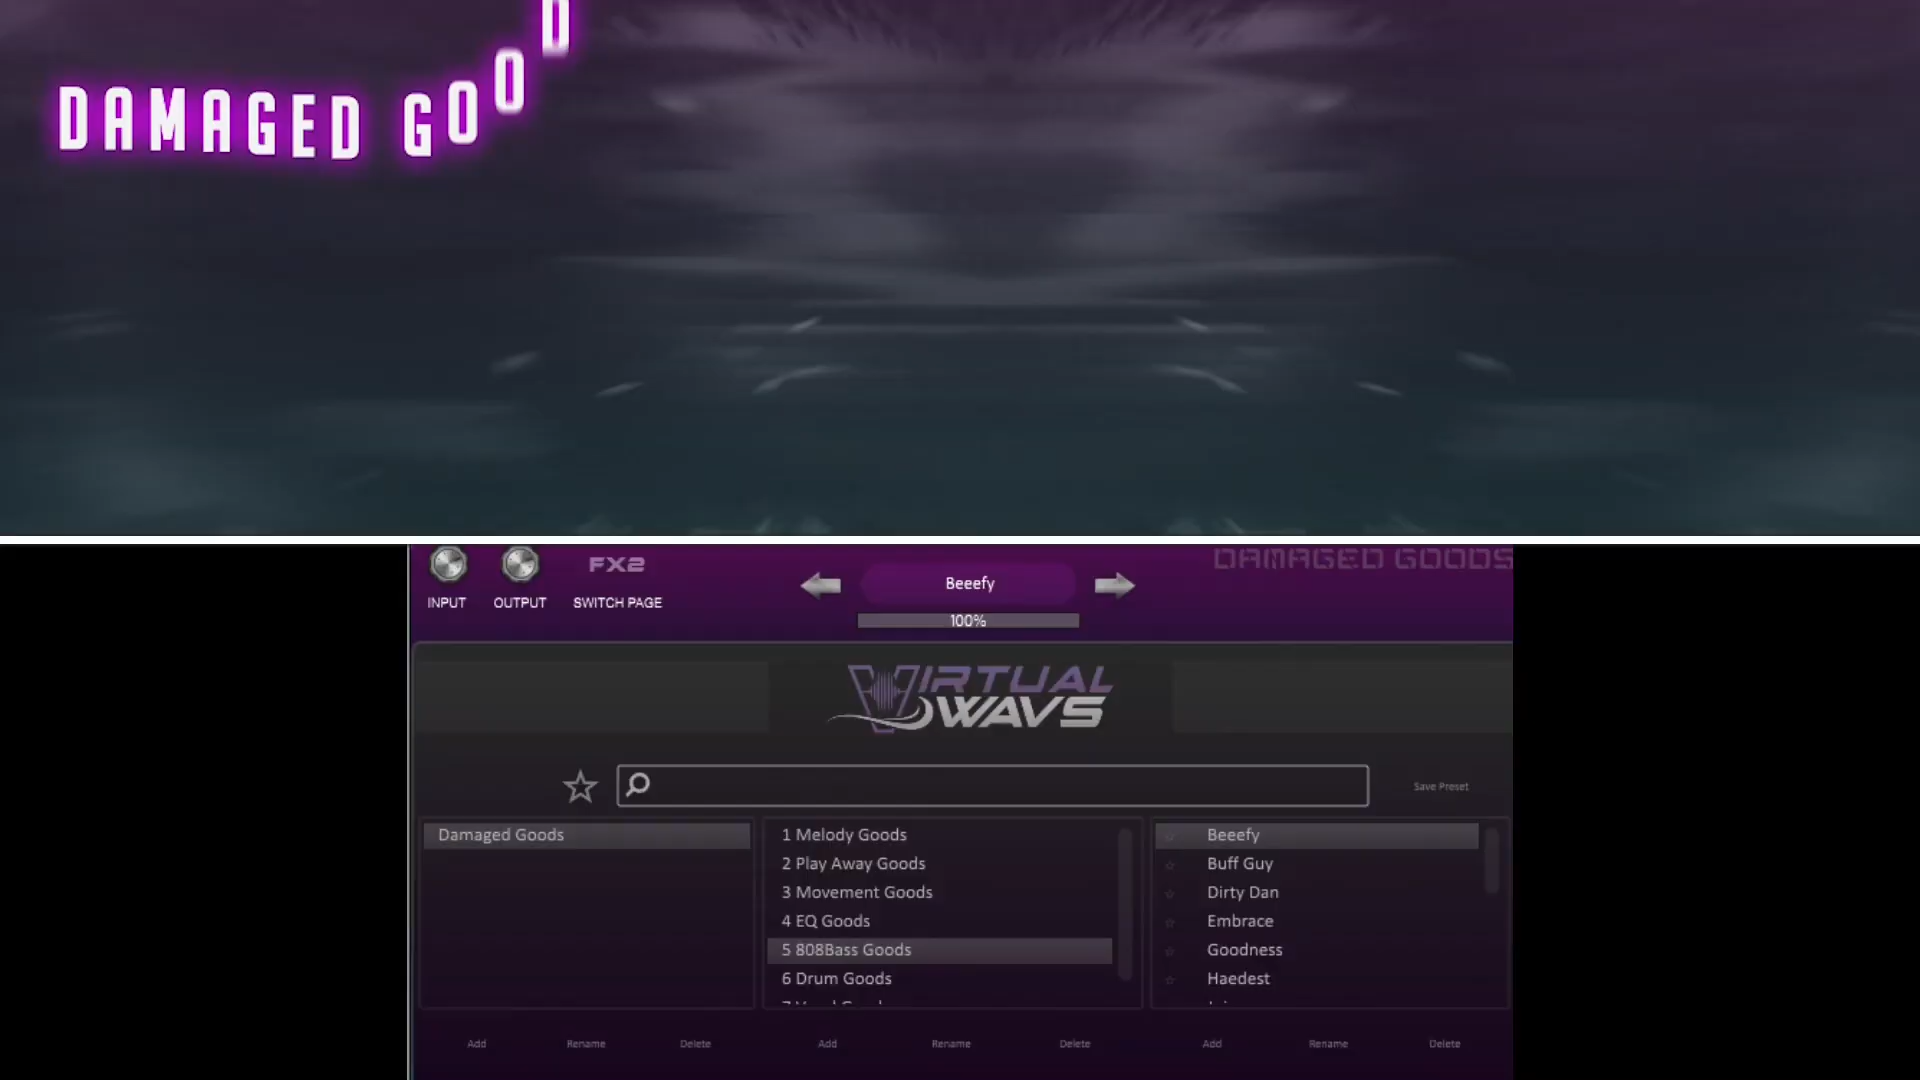 DAMAGED GOOD
FX2
DAMAGED GOODS
Beeefy
INPUT OUTPUT SWITCH PAGE
100%
VIRTUAL
WAVS
Save Preset
Damaged Goods
1 Melody Goods
2 Play Away Goods
3 Movement Goods
4 EQ Goods
5 808Bass Goods
6 Drum Goods
Beeefy
Buff Guy
Dirty Dan
Embrace
Goodness
Haedest
Add Rename Delete
Add Rename Delete
Add Rename Delete